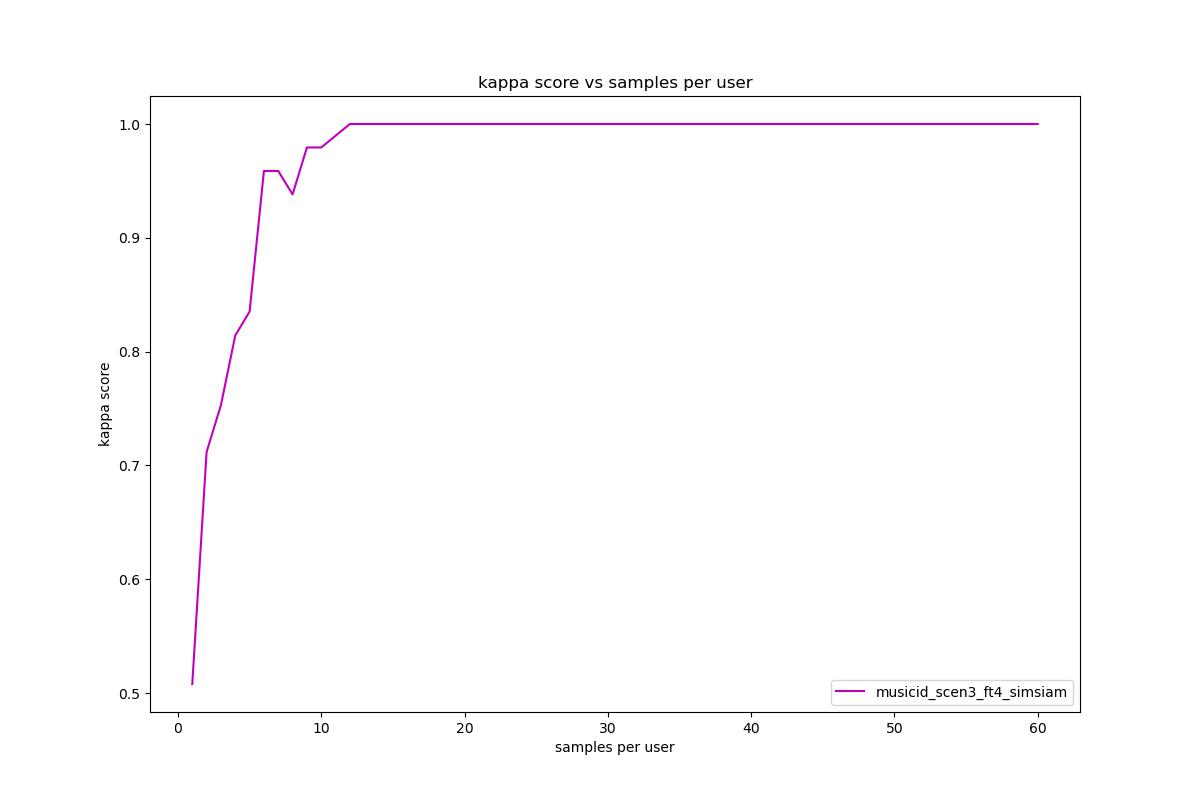 kappa score vs samples per user
1.0
0.9
0.8
0.7
0.6
0.5
kappa score
0 10 20 30 40 50 60
samples per user
musicid_scen3_ft4_simsiam